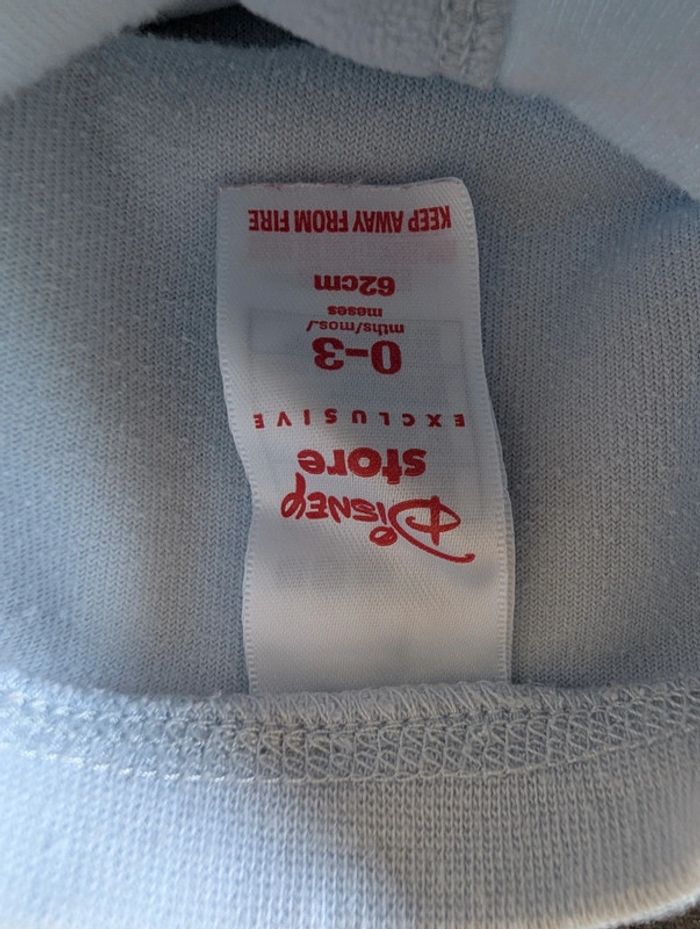 Disney
store
EXCLUSIVE
0-3
mths/mos./
meses
62cm
KEEP AWAY FROM FIRE